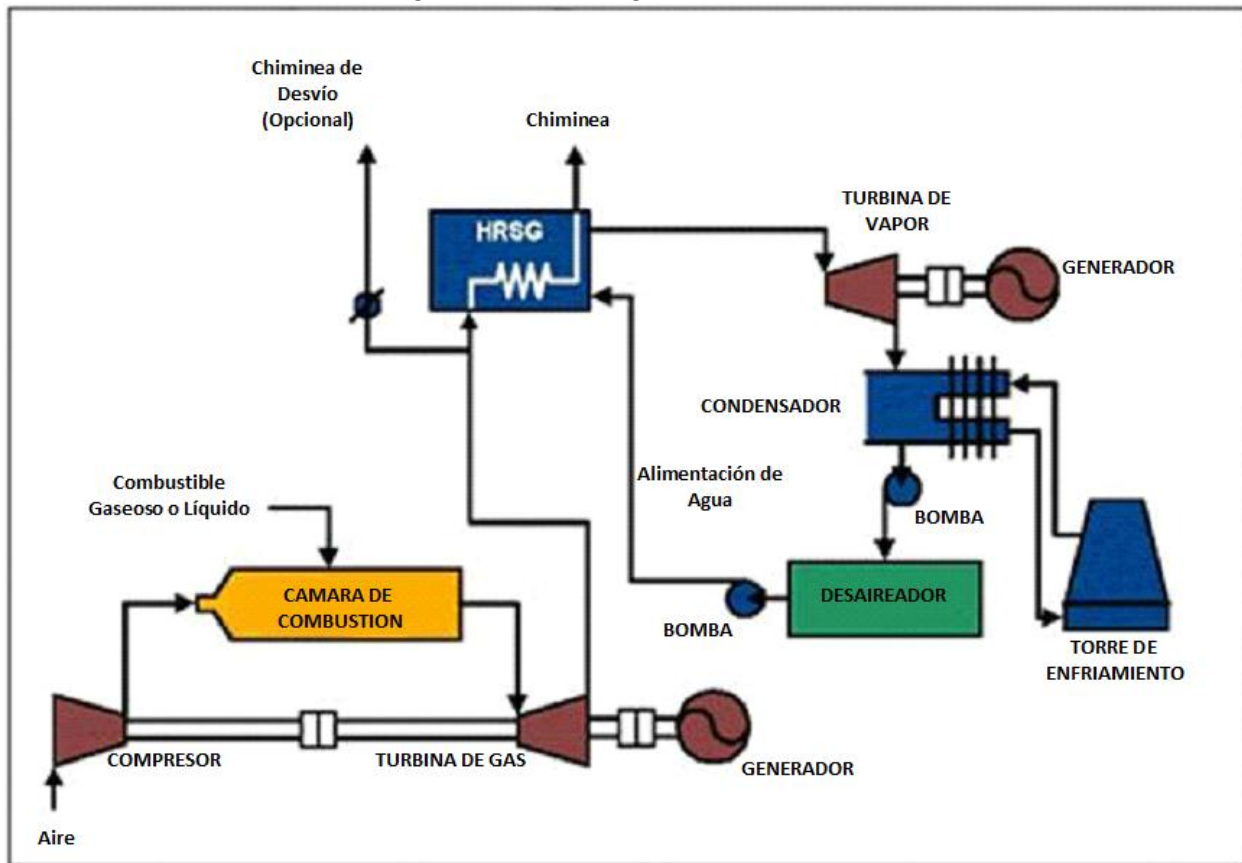 Chiminea de
Desvío
(Opcional)
Chiminea
HRSG
TURBINA DE
VAPOR
GENERADOR
CONDENSADOR
Alimentación de
Agua
BOMBA
Combustible
Gaseoso o Líquido
CAMARA DE
COMBUSTION
BOMBA
DESAIREADOR
TORRE DE
ENFRIAMIENTO
COMPRESOR
TURBINA DE GAS
GENERADOR
Aire